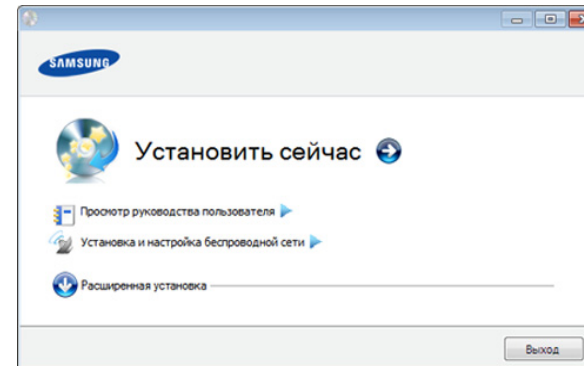 SAMSUNG
Установить сейчас
Просмотр руководства пользователя
Установка и настройка беспроводной сети
Расширенная установка
Выход